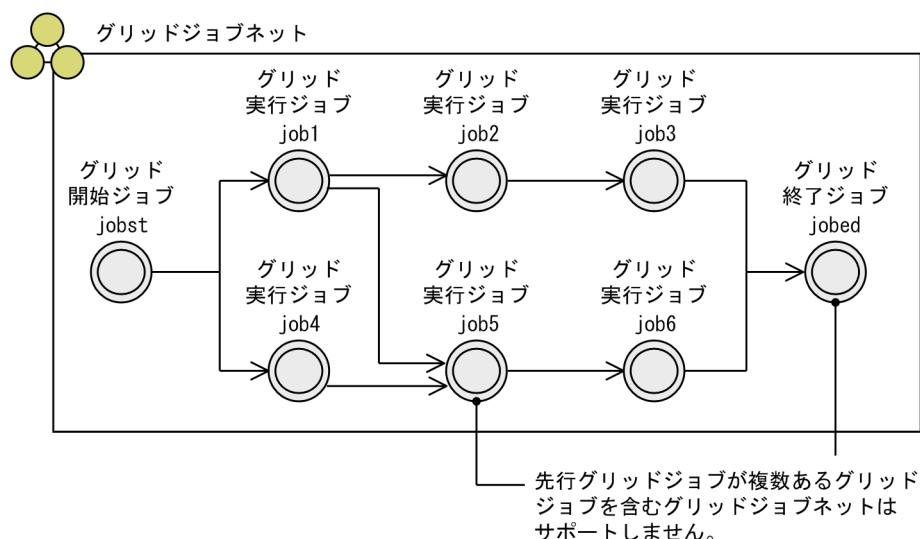 グリッドジョブネット
グリッド
実行ジョブ
job1
グリッド
実行ジョブ
job2
グリッド
実行ジョブ
job3
グリッド
開始ジョブ
jobst
グリッド
終了ジョブ
jobed
グリッド
実行ジョブ
job4
グリッド
実行ジョブ
job5
グリッド
実行ジョブ
job6
先行グリッドジョブが複数あるグリッド
ジョブを含むグリッドジョブネットは
サポートしません。